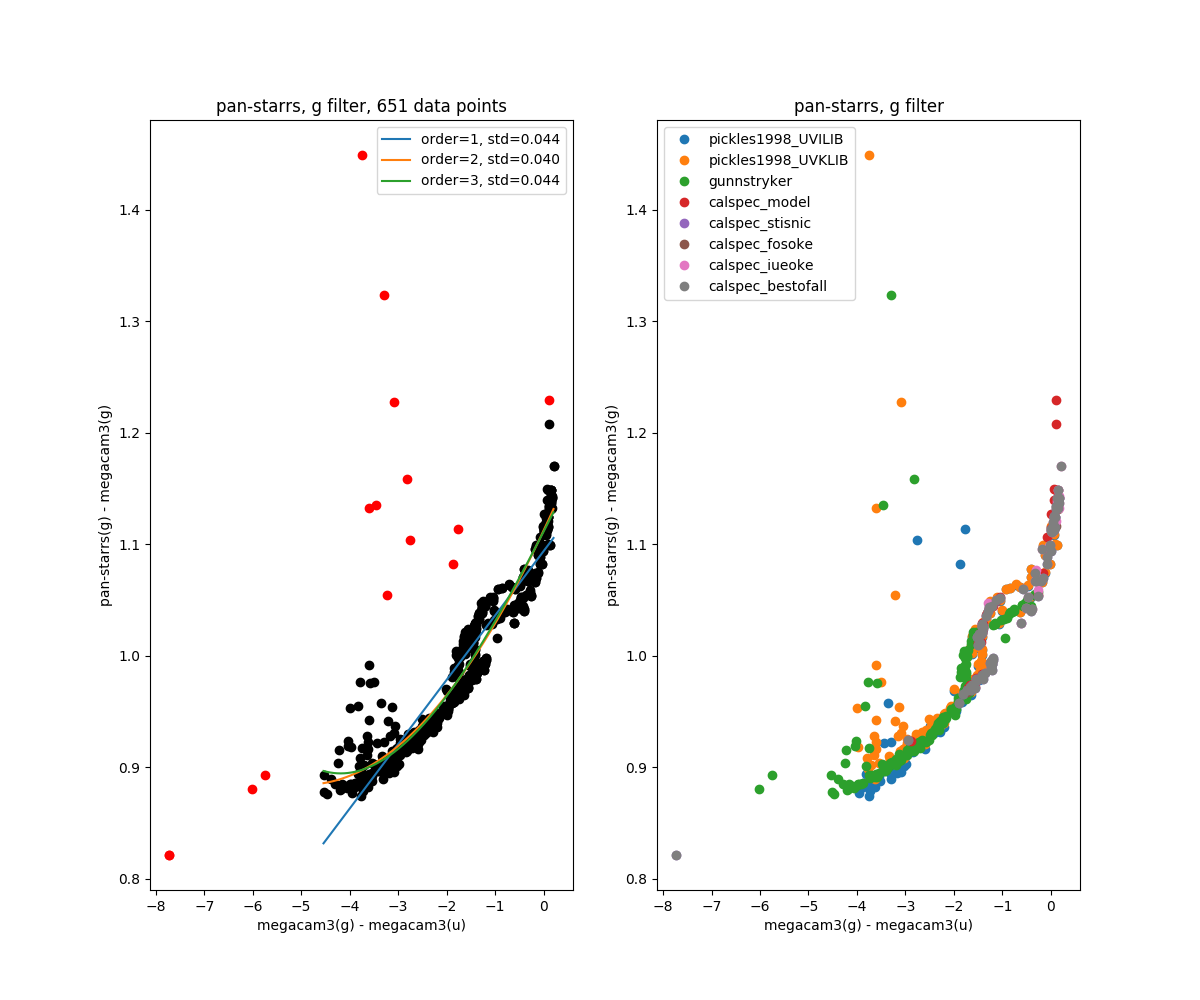 pan-starrs, g filter, 651 data points
order=1, std=0.044
order=2, std=0.040
order=3, std=0.044
1.4
1.3
1.2
1.1
1.0
0.9
0.8
pan-starrs(g) - megacam3(g)
−8 −7 −6 −5 −4 −3 −2 −1 0
megacam3(g) - megacam3(u)
pan-starrs, g filter
pickles1998_UVILIB
pickles1998_UVKLIB
gunnstryker
calspec_model
calspec_stisnic
calspec_fosoke
calspec_iueoke
calspec_bestofall
1.4
1.3
1.2
1.1
1.0
0.9
0.8
pan-starrs(g) - megacam3(g)
−8 −7 −6 −5 −4 −3 −2 −1 0
megacam3(g) - megacam3(u)